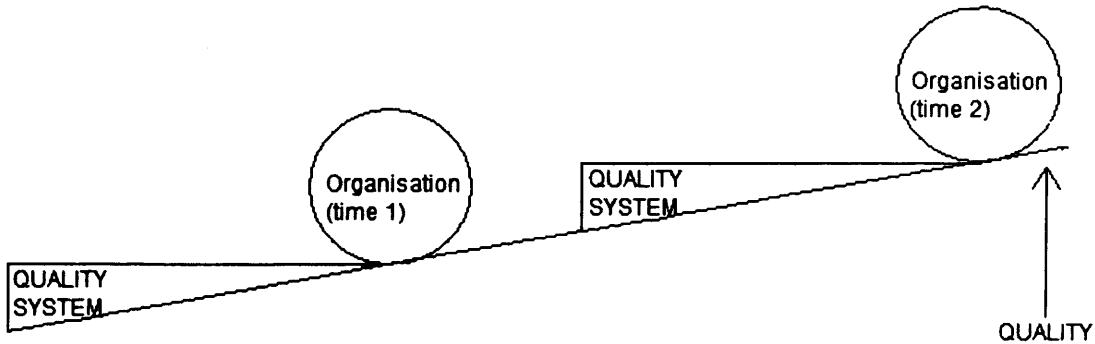 Organisation
(time 2)
Organisation
(time 1)
QUALITY
SYSTEM
QUALITY
SYSTEM
QUALITY